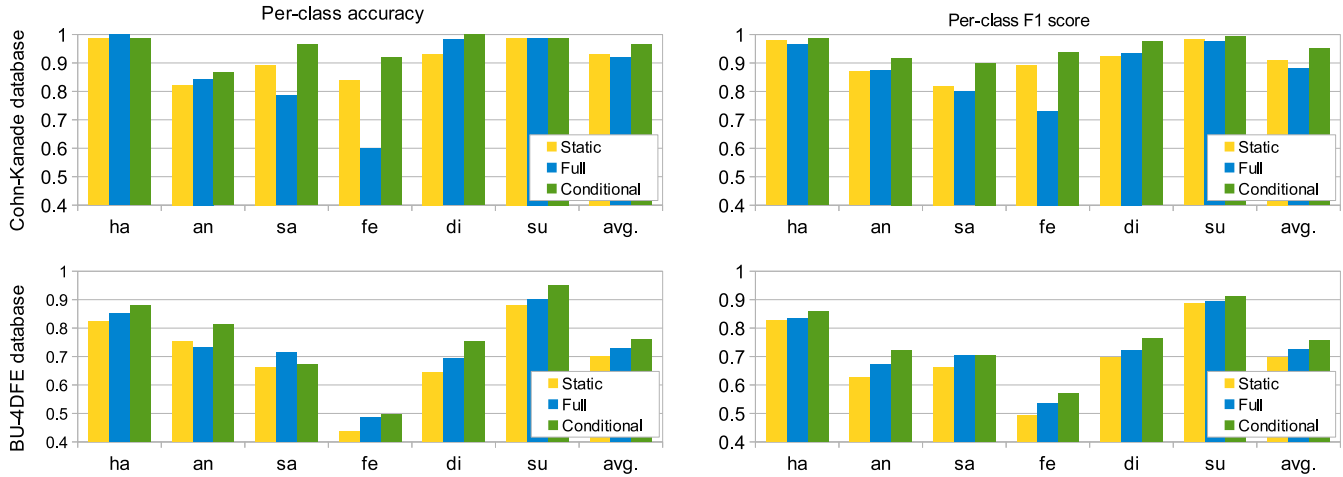 Per-class accuracy
Cohn-Kanade database
1
0.9
0.8
0.7
0.6
0.5
0.4
Static
Full
Conditional
ha an sa fe di su avg.
Per-class F1 score
1
0.9
0.8
0.7
0.6
0.5
0.4
Static
Full
Conditional
ha an sa fe di su avg.
BU-4DFE database
1
0.9
0.8
0.7
0.6
0.5
0.4
Static
Full
Conditional
ha an sa fe di su avg.
1
0.9
0.8
0.7
0.6
0.5
0.4
Static
Full
Conditional
ha an sa fe di su avg.